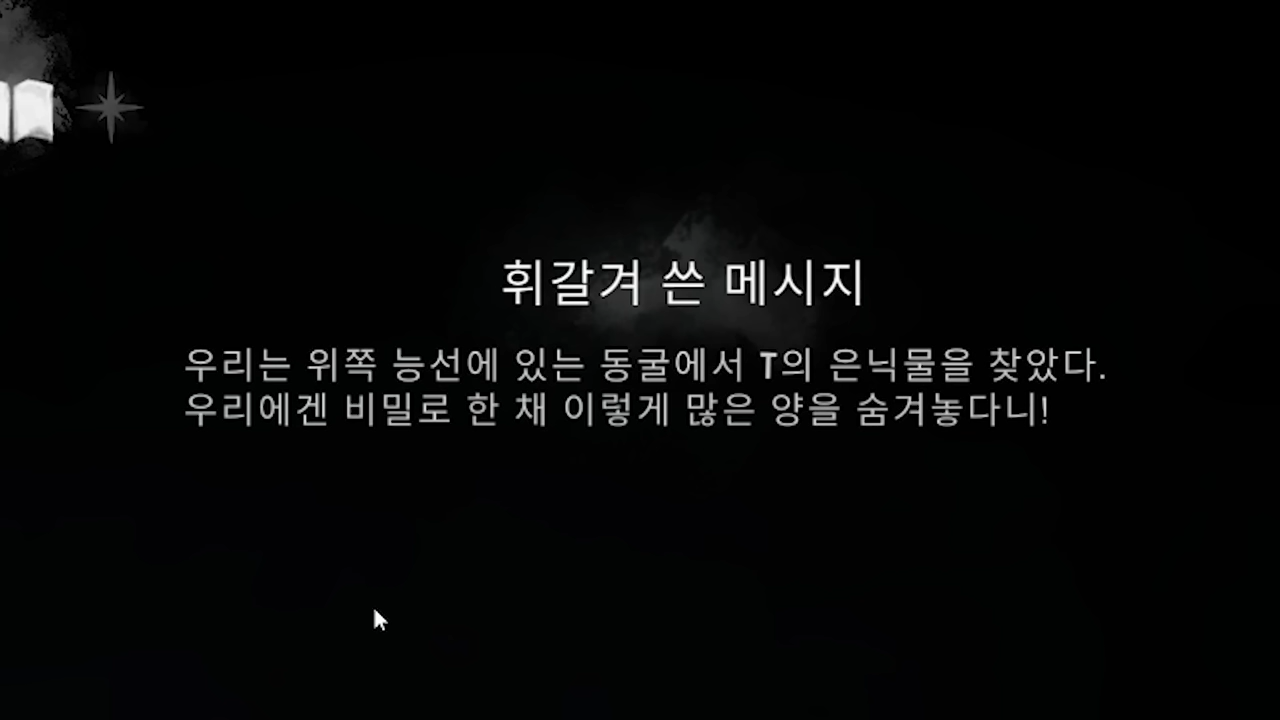 휘갈겨 쓴 메시지
우리는 위쪽 능선에 있는 동굴에서 T의 은닉물을 찾았다.
우리에겐 비밀로 한 채 이렇게 많은 양을 숨겨놓다니!